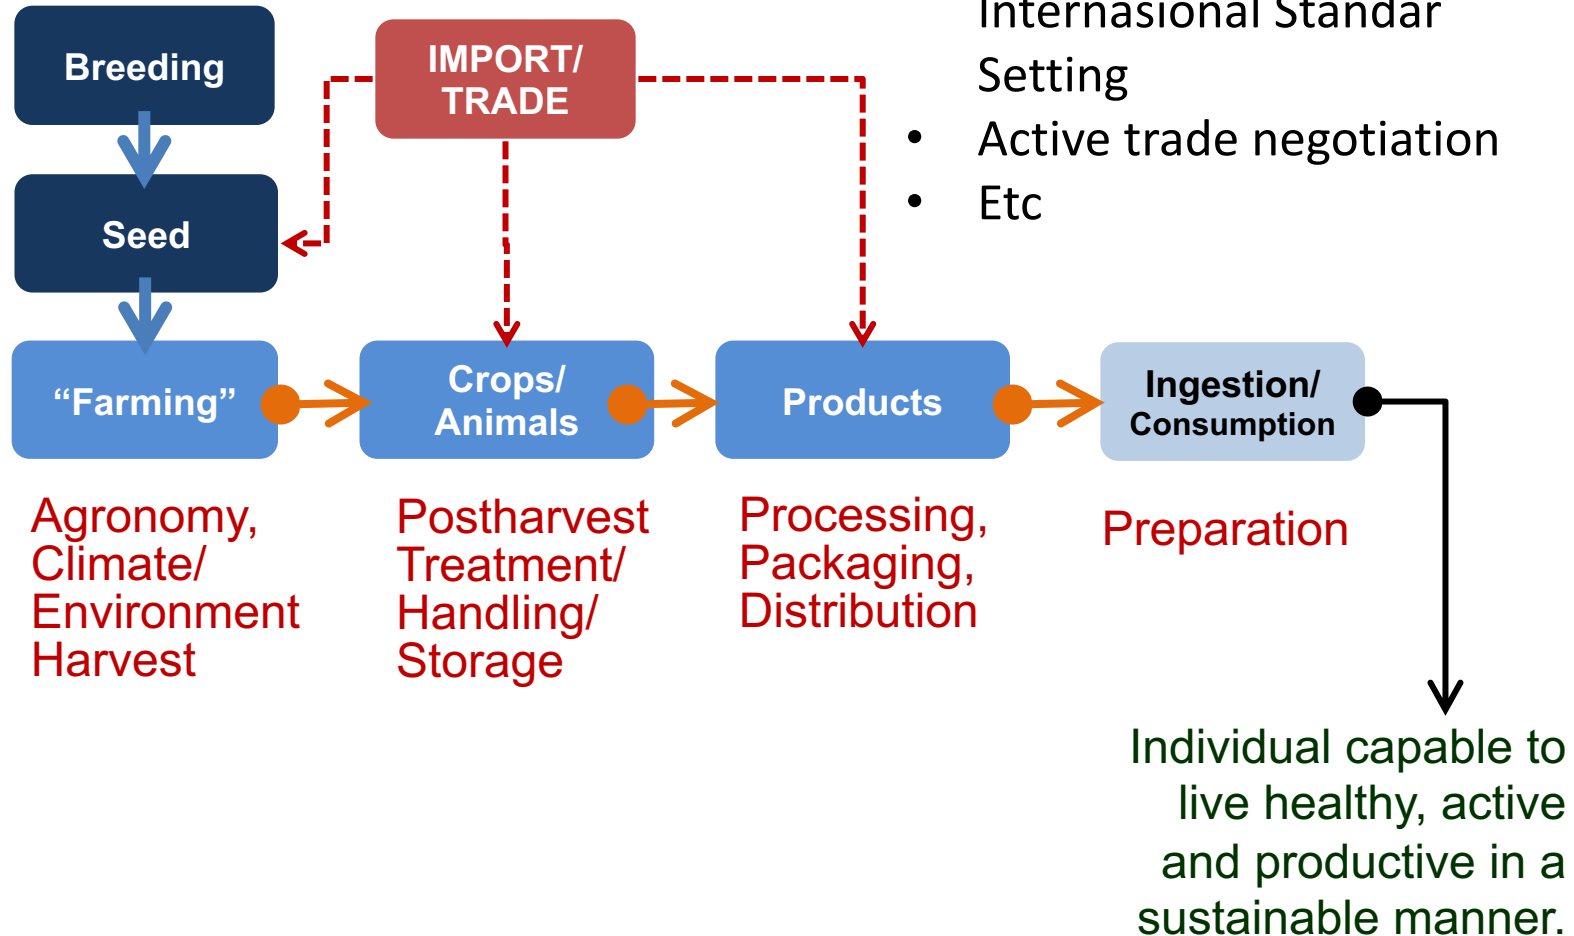 Internasional Standar
Setting
• Active trade negotiation
• Etc
Breeding
IMPORT/
TRADE
Seed
“Farming”
Crops/
Animals
Products
Ingestion/
Consumption
Agronomy,
Climate/
Environment
Harvest
Postharvest
Treatment/
Handling/
Storage
Processing,
Packaging,
Distribution
Preparation
Individual capable to
live healthy, active
and productive in a
sustainable manner.